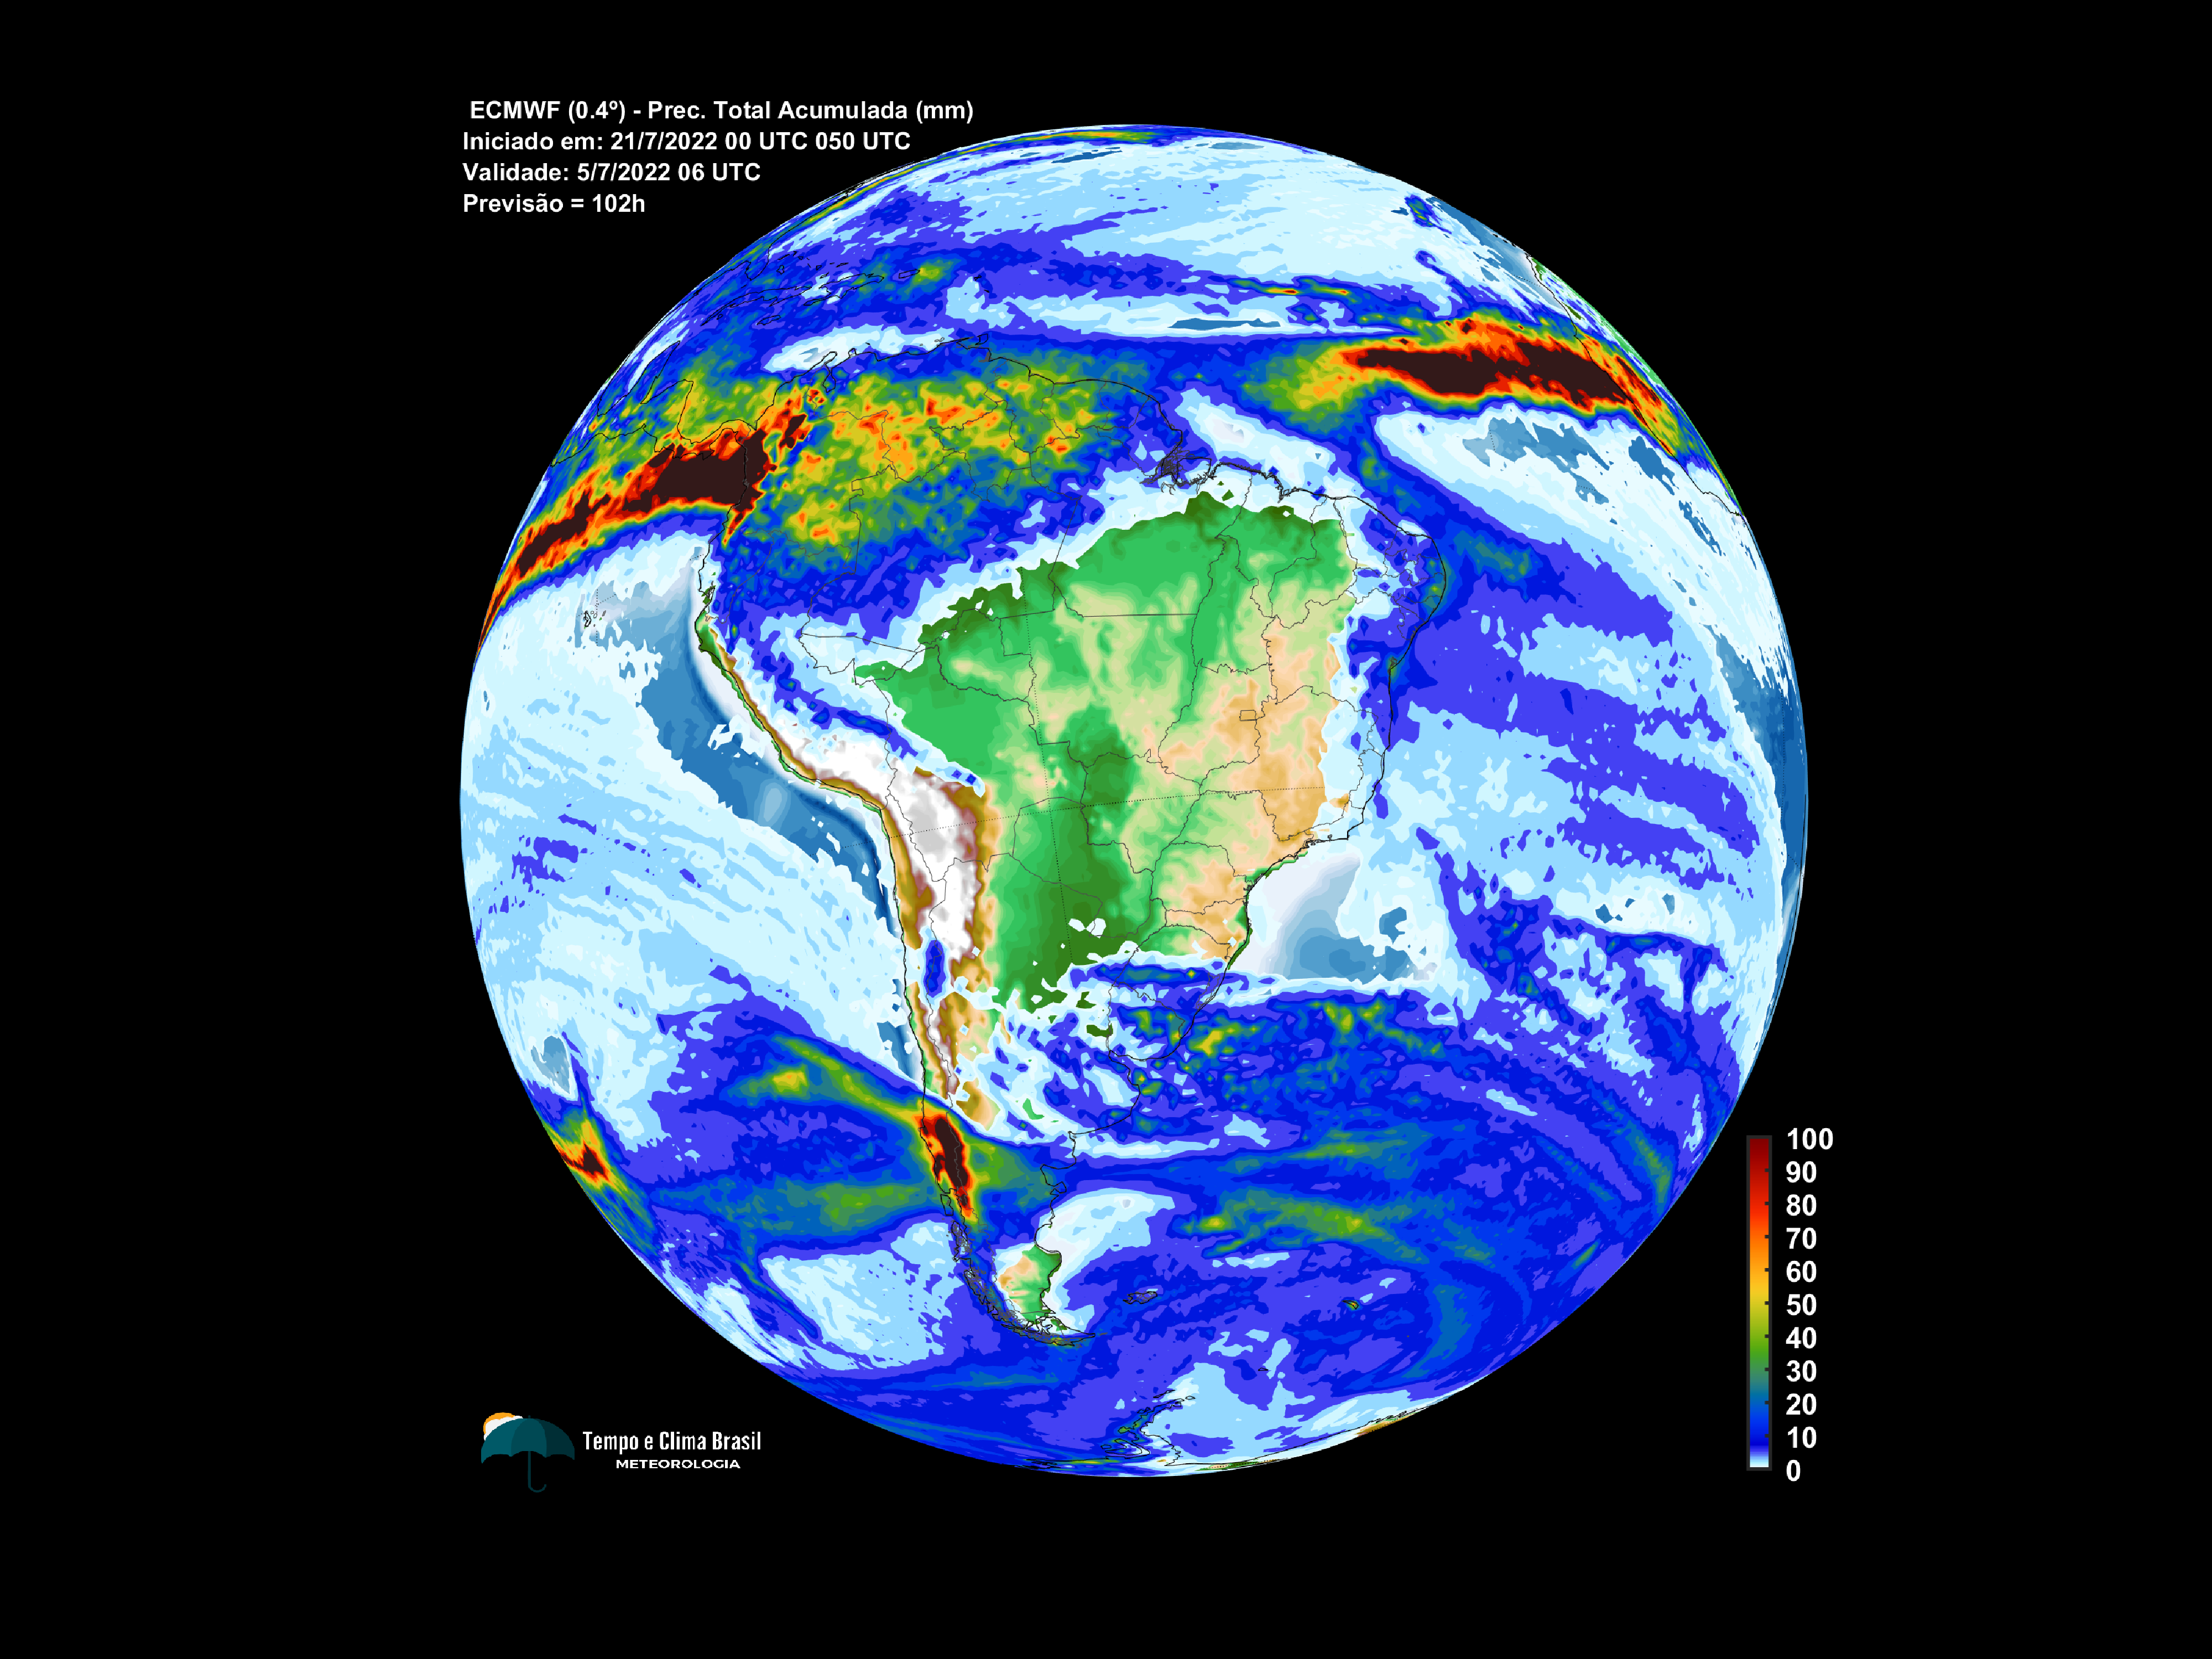 ECMWF (0.4º) - Prec. Total Acumulada (mm)
Iniciado em: 21/7/2022 00 UTC 050 UTC
Validade: 5/7/2022 06 UTC
Previsão = 102h
100
90
80
70
60
50
40
30
20
10
0
Tempo e Clima Brasil
METEOROLOGIA